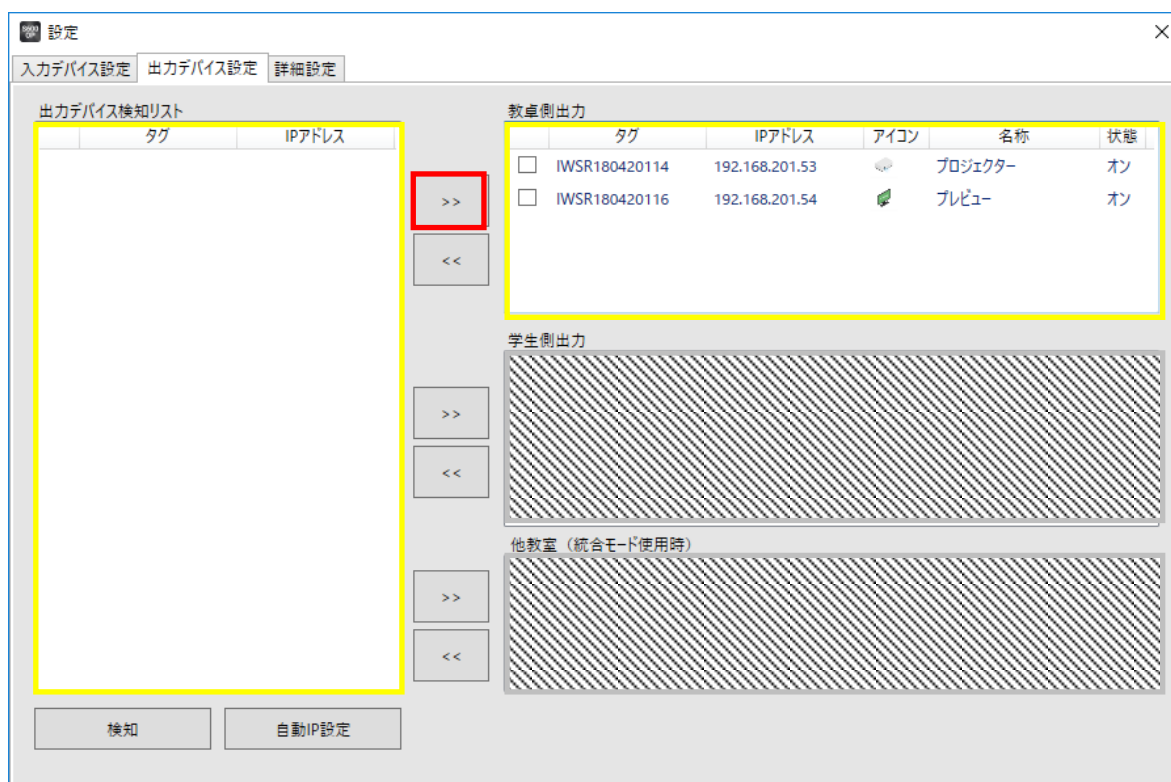 設定
入力デバイス設定 出力デバイス設定 詳細設定
出力デバイス検知リスト
タグ IPアドレス
>>
<<
>>
<<
>>
<<
検知 自動IP設定
教卓側出力
タグ IPアドレス アイコン 名称 状態
IWSR180420114 192.168.201.53 プロジェクター オン
IWSR180420116 192.168.201.54 プレビュー オン
学生側出力
他教室（統合モード使用時）